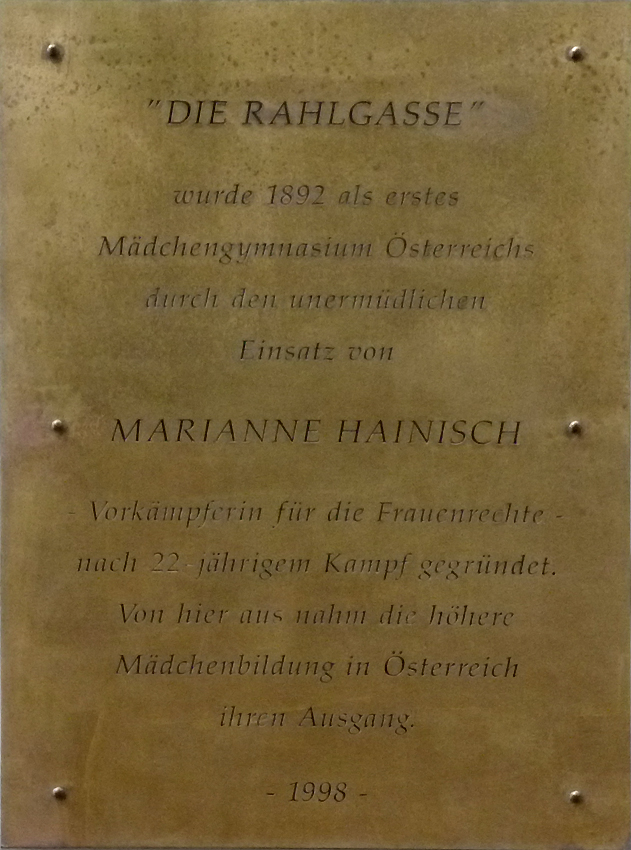 "DIE RAHLGASSE"
wurde 1892 als erstes
Mädchengymnasium Österreichs
durch den unermüdlichen
Einsatz von
MARIANNE HAINISCH
- Vorkämpferin für die Frauenrechte -
nach 22-jährigem Kampf gegründet.
Von hier aus nahm die höhere
Mädchenbildung in Österreich
ihren Ausgang.
- 1998 -